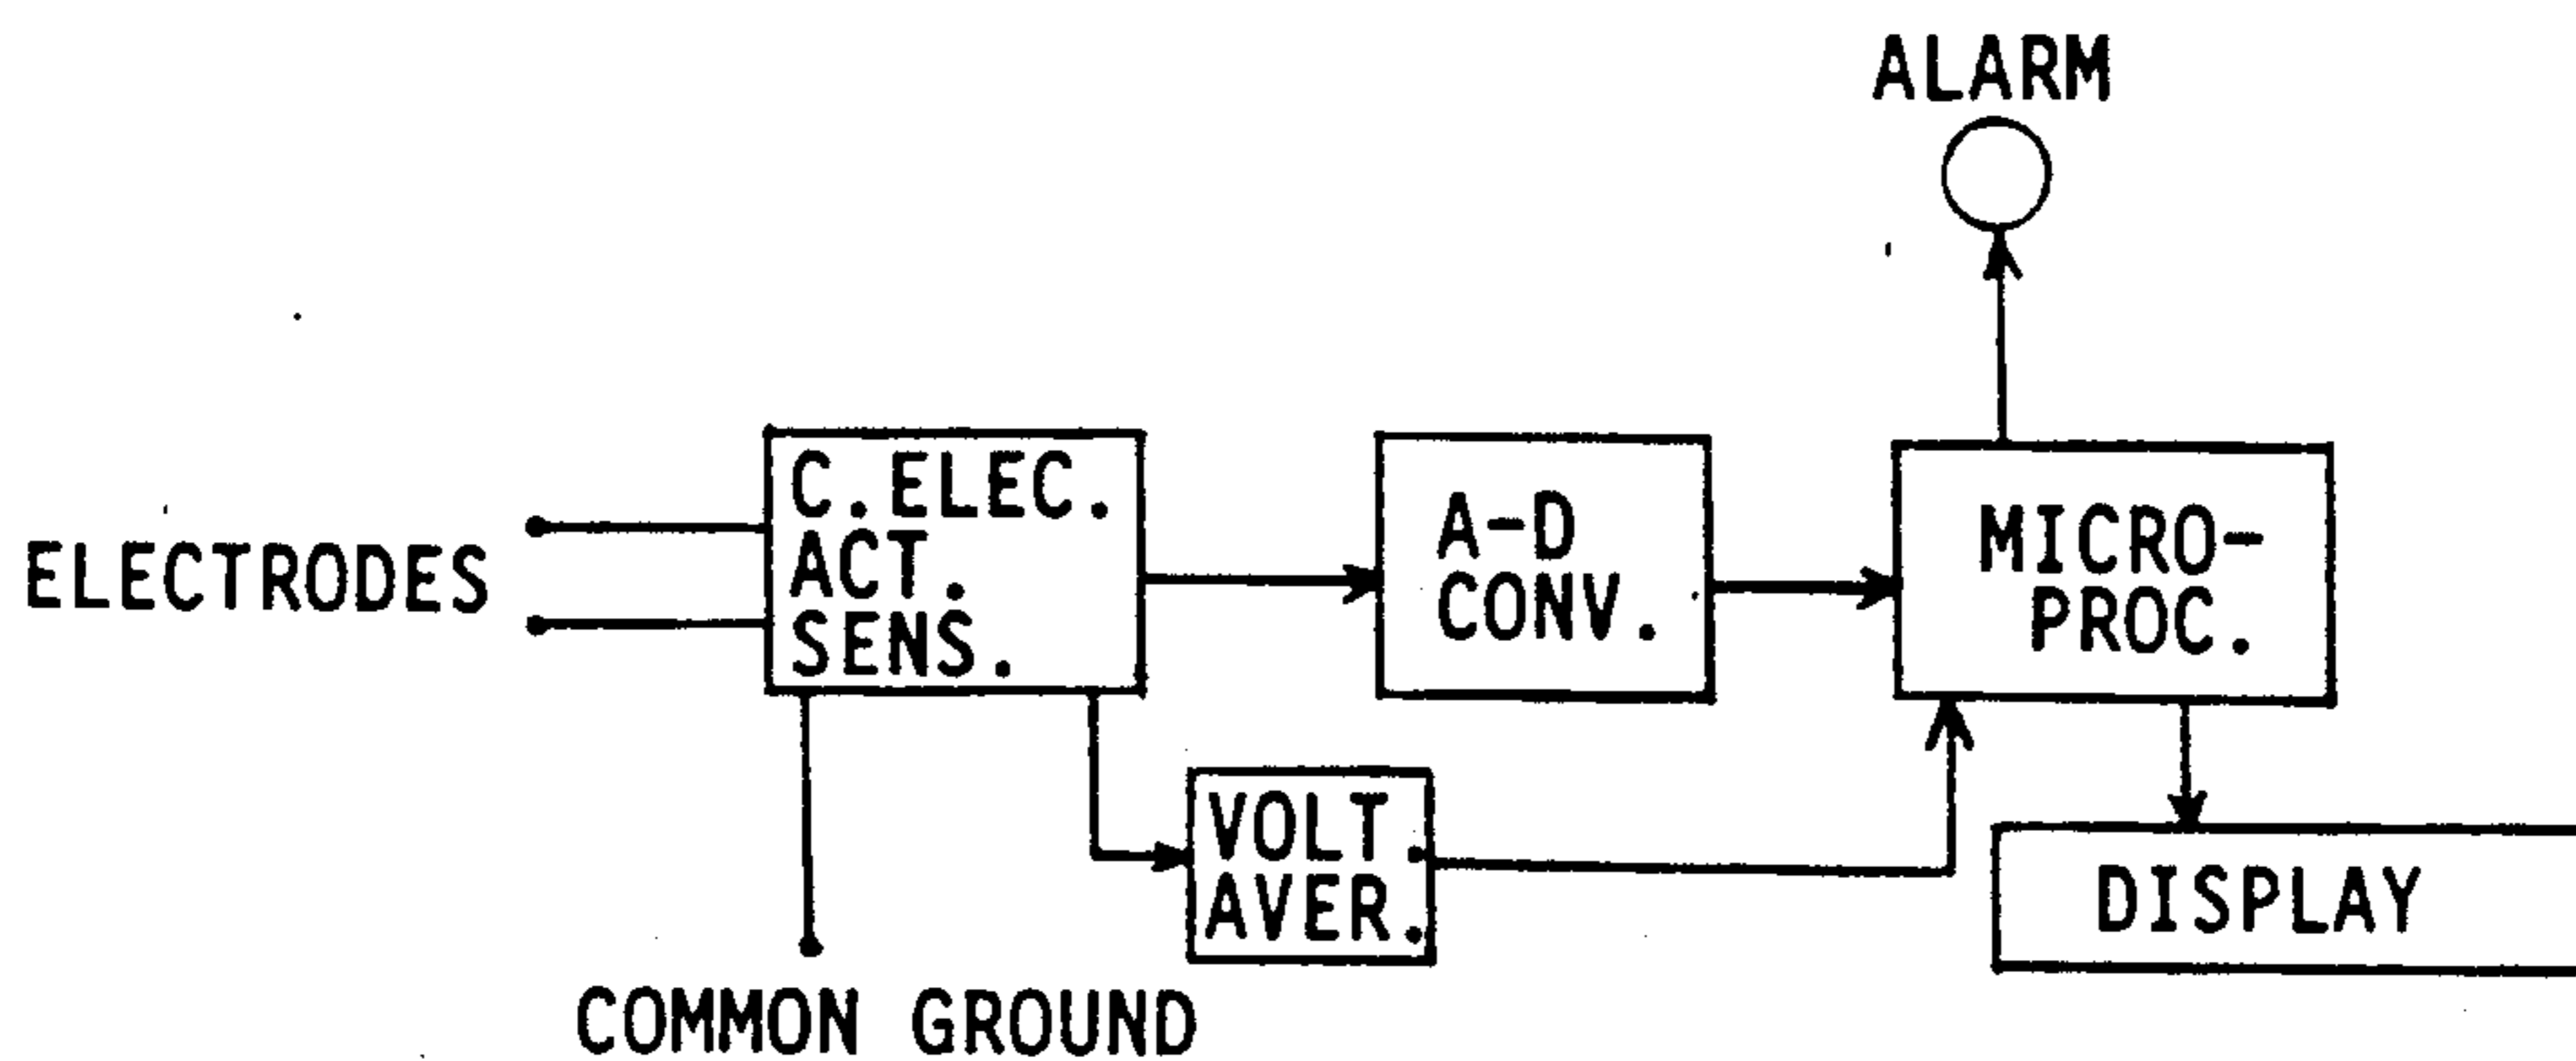 ALARM
ELECTRODES
C.ELEC.
ACT.
SENS.
A-D
CONV.
MICRO-
PROC.
VOLT.
AVER.
DISPLAY
COMMON GROUND